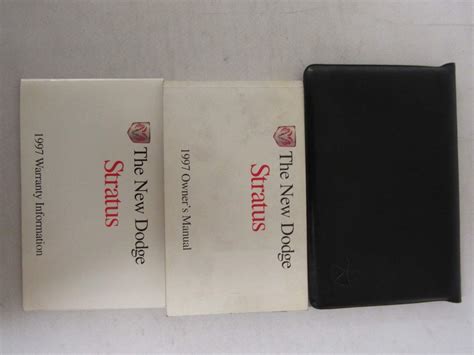 The New Dodge
Stratus
1997 Warranty Information
The New Dodge
Stratus
1997 Owner's Manual